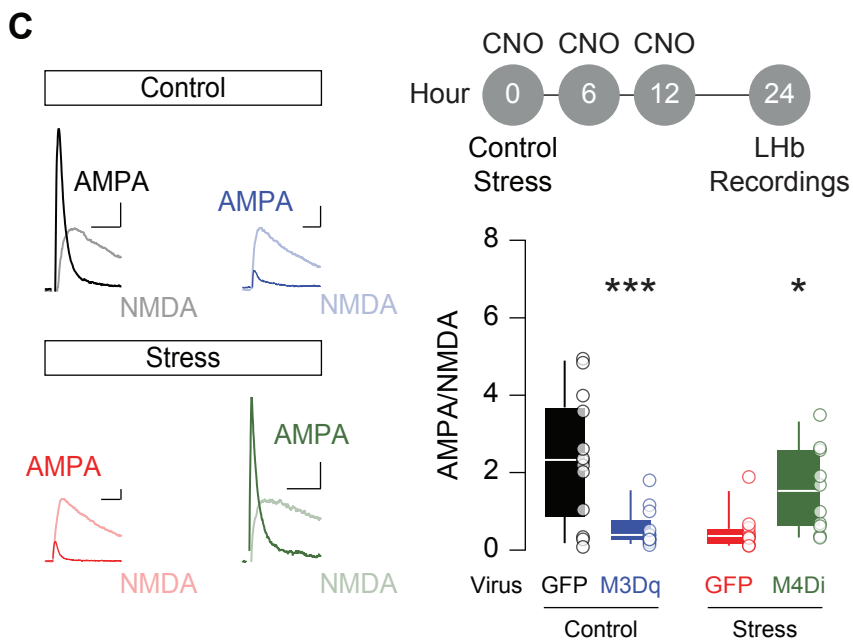 C
Control
AMPA
NMDA
AMPA
NMDA
Stress
AMPA
NMDA
AMPA
NMDA
CNO CNO CNO
Hour 0 6 12 24
Control
Stress
LHb
Recordings
AMPA/NMDA
8
6
4
2
0
***
*
Virus GFP M3Dq GFP M4Di
Control Stress